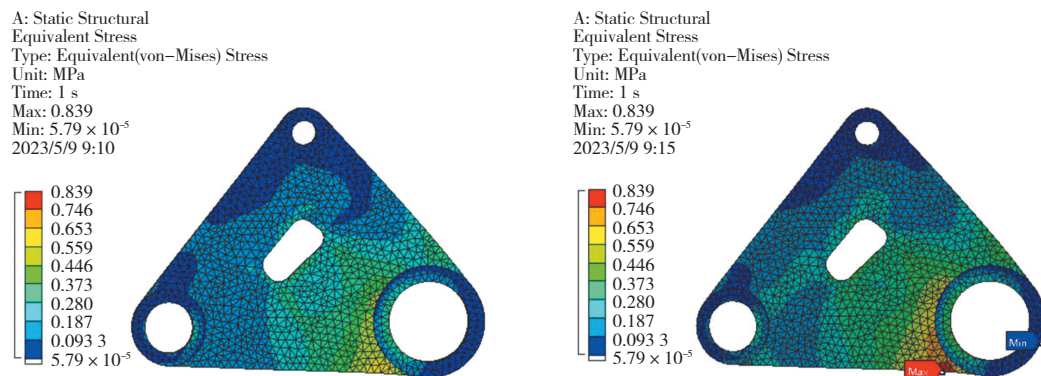 A: Static Structural
Equivalent Stress
Type: Equivalent(von−Mises) Stress
Unit: MPa
Time: 1 s
Max: 0.839
Min: 5.79 × 10⁻⁵
2023/5/9 9:10
0.839
0.746
0.653
0.559
0.446
0.373
0.280
0.187
0.093 3
5.79 × 10⁻⁵
A: Static Structural
Equivalent Stress
Type: Equivalent(von−Mises) Stress
Unit: MPa
Time: 1 s
Max: 0.839
Min: 5.79 × 10⁻⁵
2023/5/9 9:15
0.839
0.746
0.653
0.559
0.446
0.373
0.280
0.187
0.093 3
5.79 × 10⁻⁵
Min
Max